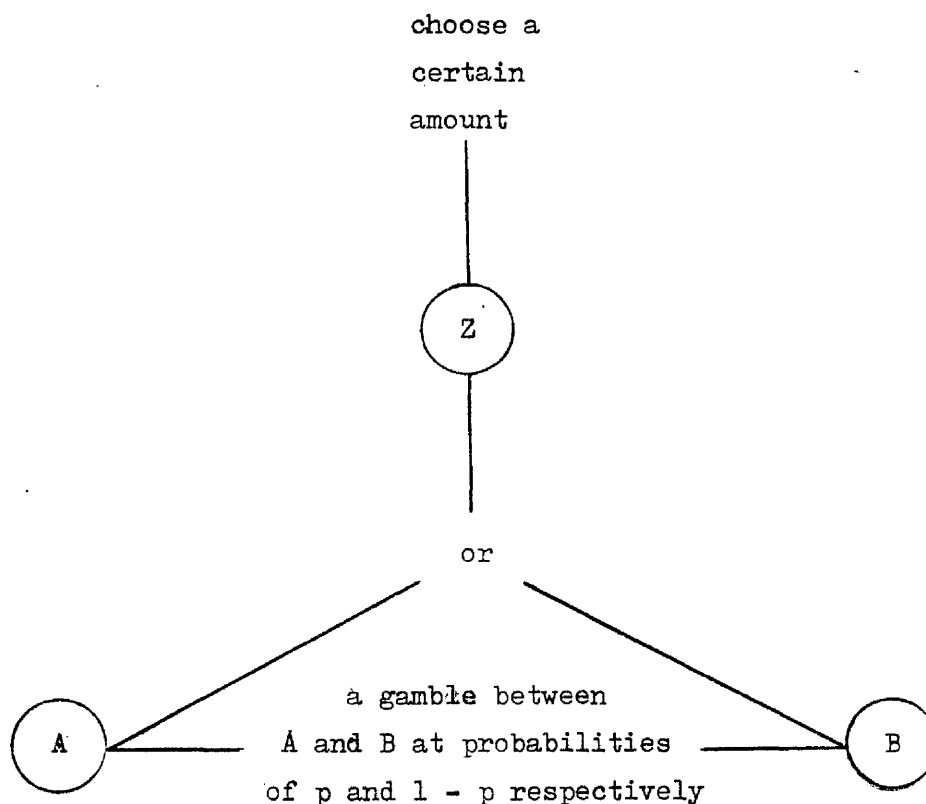 choose a
certain
amount
Z
or
a gamble between
A
A and B at probabilities
B
of p and 1 - p respectively